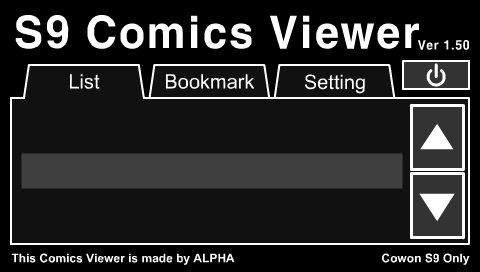 S9 Comics Viewer
Ver 1.50
List
Bookmark
Setting
This Comics Viewer is made by ALPHA
Cowon S9 Only